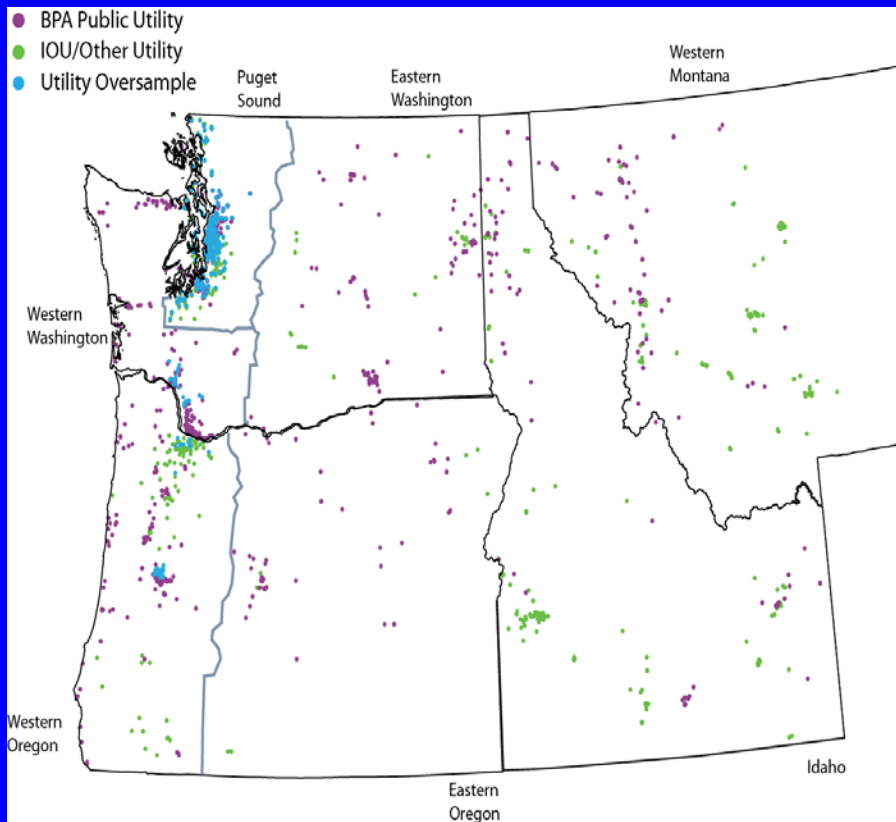 BPA Public Utility
IOU/Other Utility
Utility Oversample
Puget
Sound
Eastern
Washington
Western
Montana
Western
Washington
Western
Oregon
Eastern
Oregon
Idaho